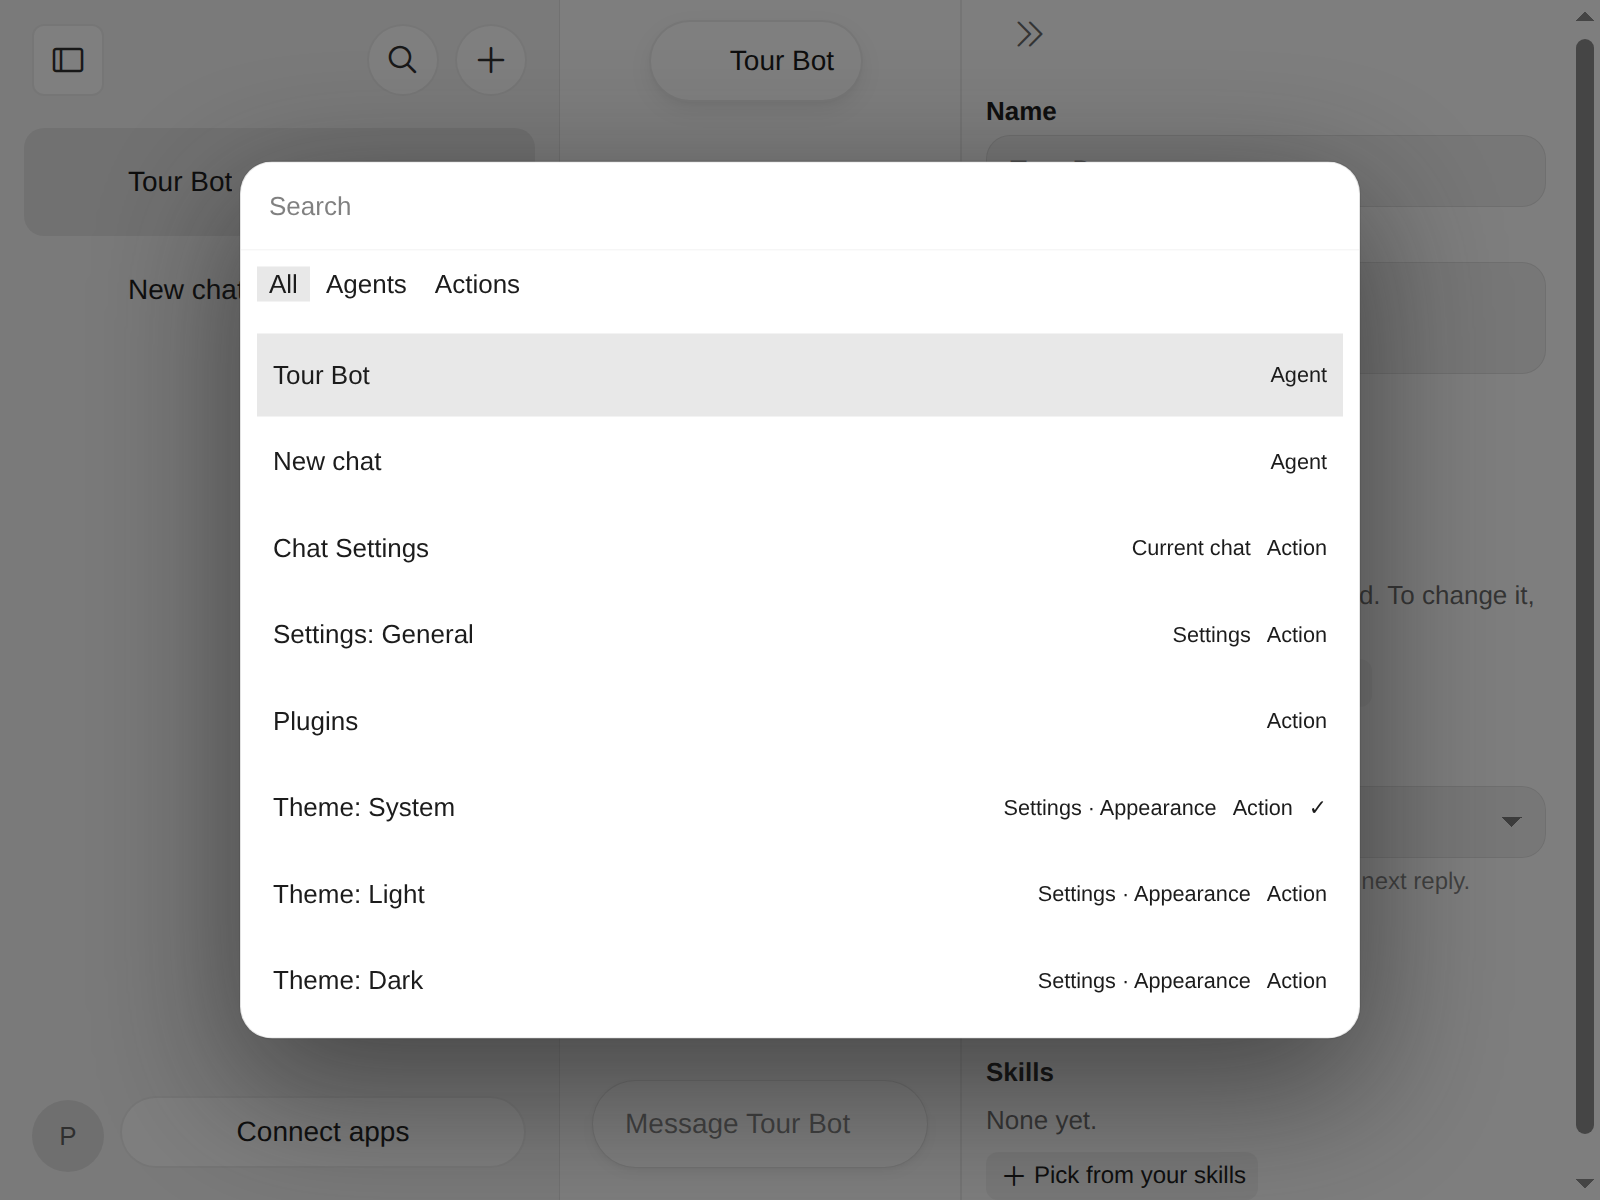 Tour Bot
Name
Tour Bot
New chat
Search
All Agents Actions
Tour Bot Agent
New chat Agent
Chat Settings Current chat Action
Settings: General Settings Action
Plugins Action
Theme: System Settings · Appearance Action ✓
Theme: Light Settings · Appearance Action
Theme: Dark Settings · Appearance Action
d. To change it,
next reply.
Skills
None yet.
Pick from your skills
Message Tour Bot
P
Connect apps